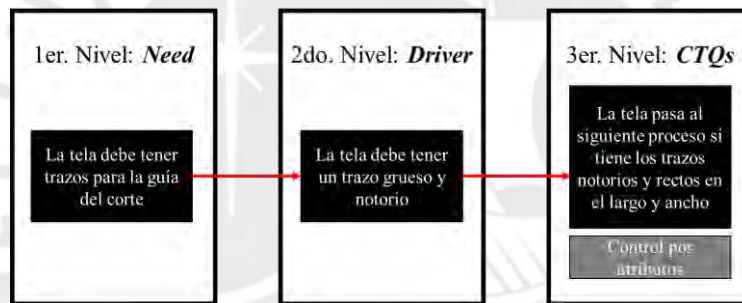 1er. Nivel: Need
La tela debe tener
trazos para la guía
del corte
2do. Nivel: Driver
La tela debe tener
un trazo grueso y
notorio
3er. Nivel: CTQs
La tela pasa al
siguiente proceso si
tiene los trazos
notorios y rectos en
el largo y ancho
Control por
atributos